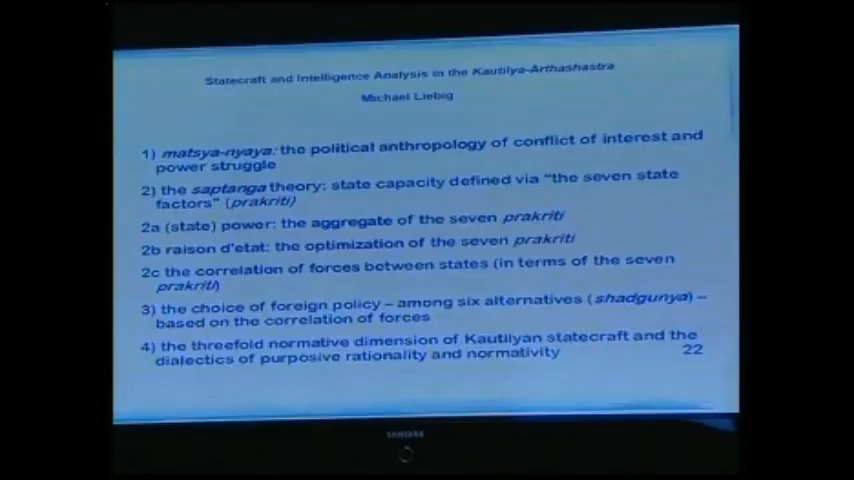 Statecraft and Intelligence Analysis in the Kautilya-Arthashastra
Michael Liebig
1) matsya-nyaya: the political anthropology of conflict of interest and
power struggle
2) the saptanga theory: state capacity defined via "the seven state
factors" (prakriti)
2a (state) power: the aggregate of the seven prakriti
2b raison d'etat: the optimization of the seven prakriti
2c the correlation of forces between states (in terms of the seven
prakriti)
3) the choice of foreign policy – among six alternatives (shadgunya) –
based on the correlation of forces
4) the threefold normative dimension of Kautilyan statecraft and the
dialectics of purposive rationality and normativity
22
SAMSUNG